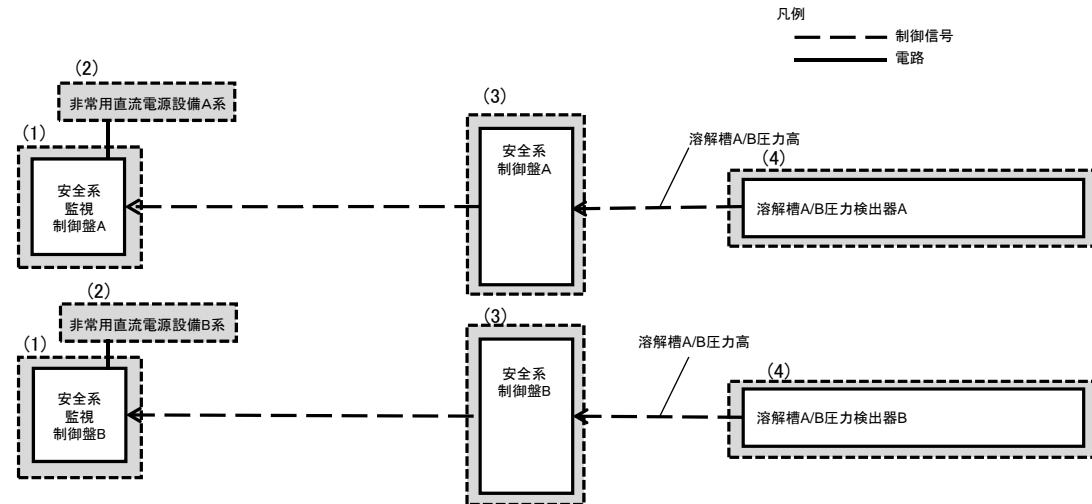 凡例
制御信号
電路
(2)
非常用直流電源設備A系
(1)
安全系
監視
制御盤A
(3)
安全系
制御盤A
溶解槽A/B圧力高
(4)
溶解槽A/B圧力検出器A
(2)
非常用直流電源設備B系
(1)
安全系
監視
制御盤B
(3)
安全系
制御盤B
溶解槽A/B圧力高
(4)
溶解槽A/B圧力検出器B